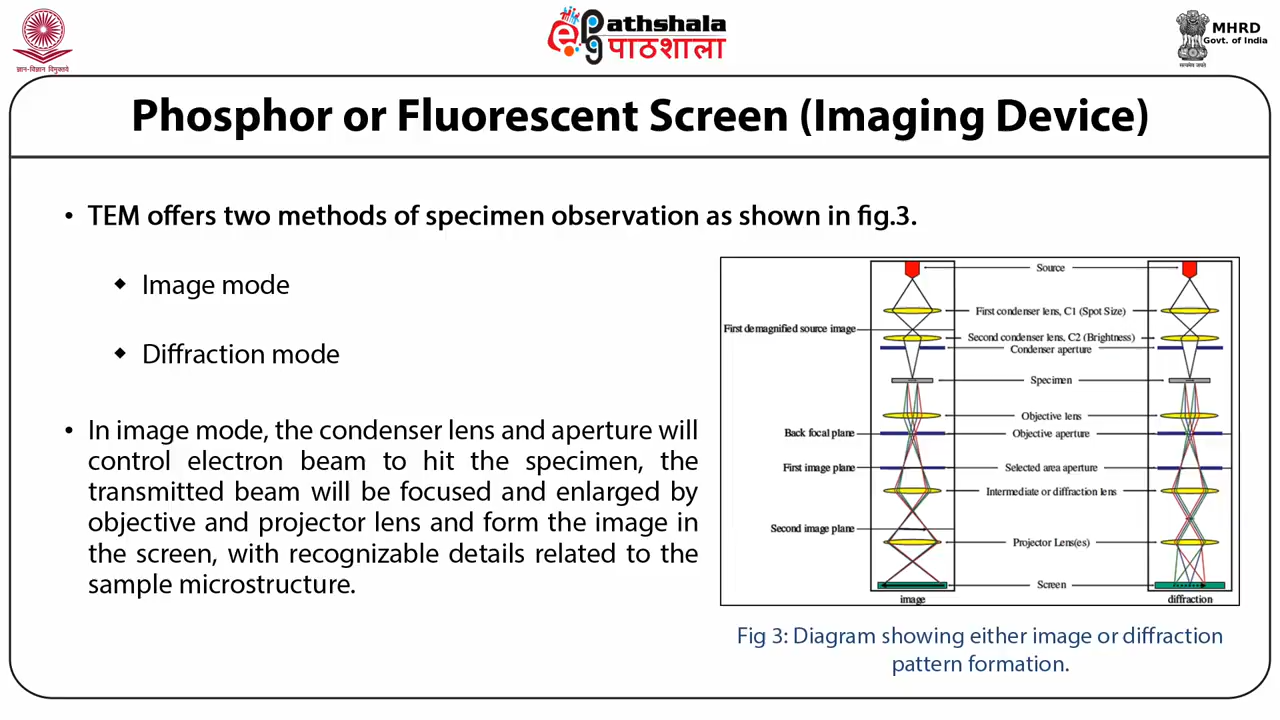 ज्ञान-विज्ञान विमुक्तये
epg
athshala
पाठशाला
सत्यमेव जयते
MHRD
Govt. of India
Phosphor or Fluorescent Screen (Imaging Device)
• TEM offers two methods of specimen observation as shown in fig.3.
◆ Image mode
◆ Diffraction mode
• In image mode, the condenser lens and aperture will
control electron beam to hit the specimen, the
transmitted beam will be focused and enlarged by
objective and projector lens and form the image in
the screen, with recognizable details related to the
sample microstructure.
Source
First condenser lens, C1 (Spot Size)
First demagnified source image
Second condenser lens, C2 (Brightness)
Condenser aperture
Specimen
Objective lens
Back focal plane
Objective aperture
First image plane
Selected area aperture
Intermediate or diffraction lens
Second image plane
Projector Lens(es)
Screen
image
diffraction
Fig 3: Diagram showing either image or diffraction
pattern formation.